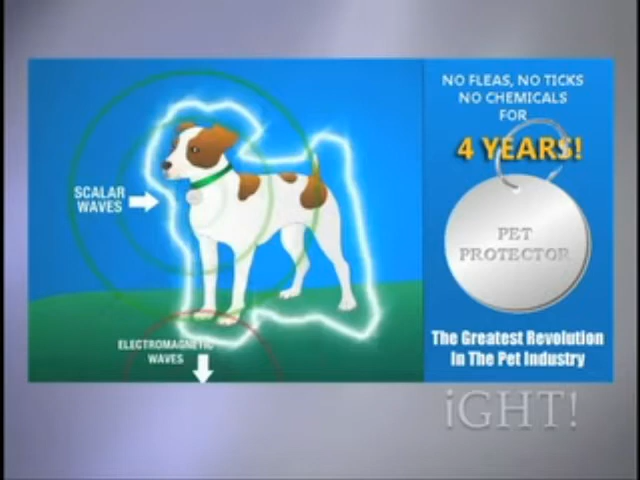 NO FLEAS, NO TICKS
NO CHEMICALS
FOR
4 YEARS!
SCALAR
WAVES
PET
PROTECTOR
ELECTROMAGNETIC
WAVES
The Greatest Revolution
In The Pet Industry
iGHT!